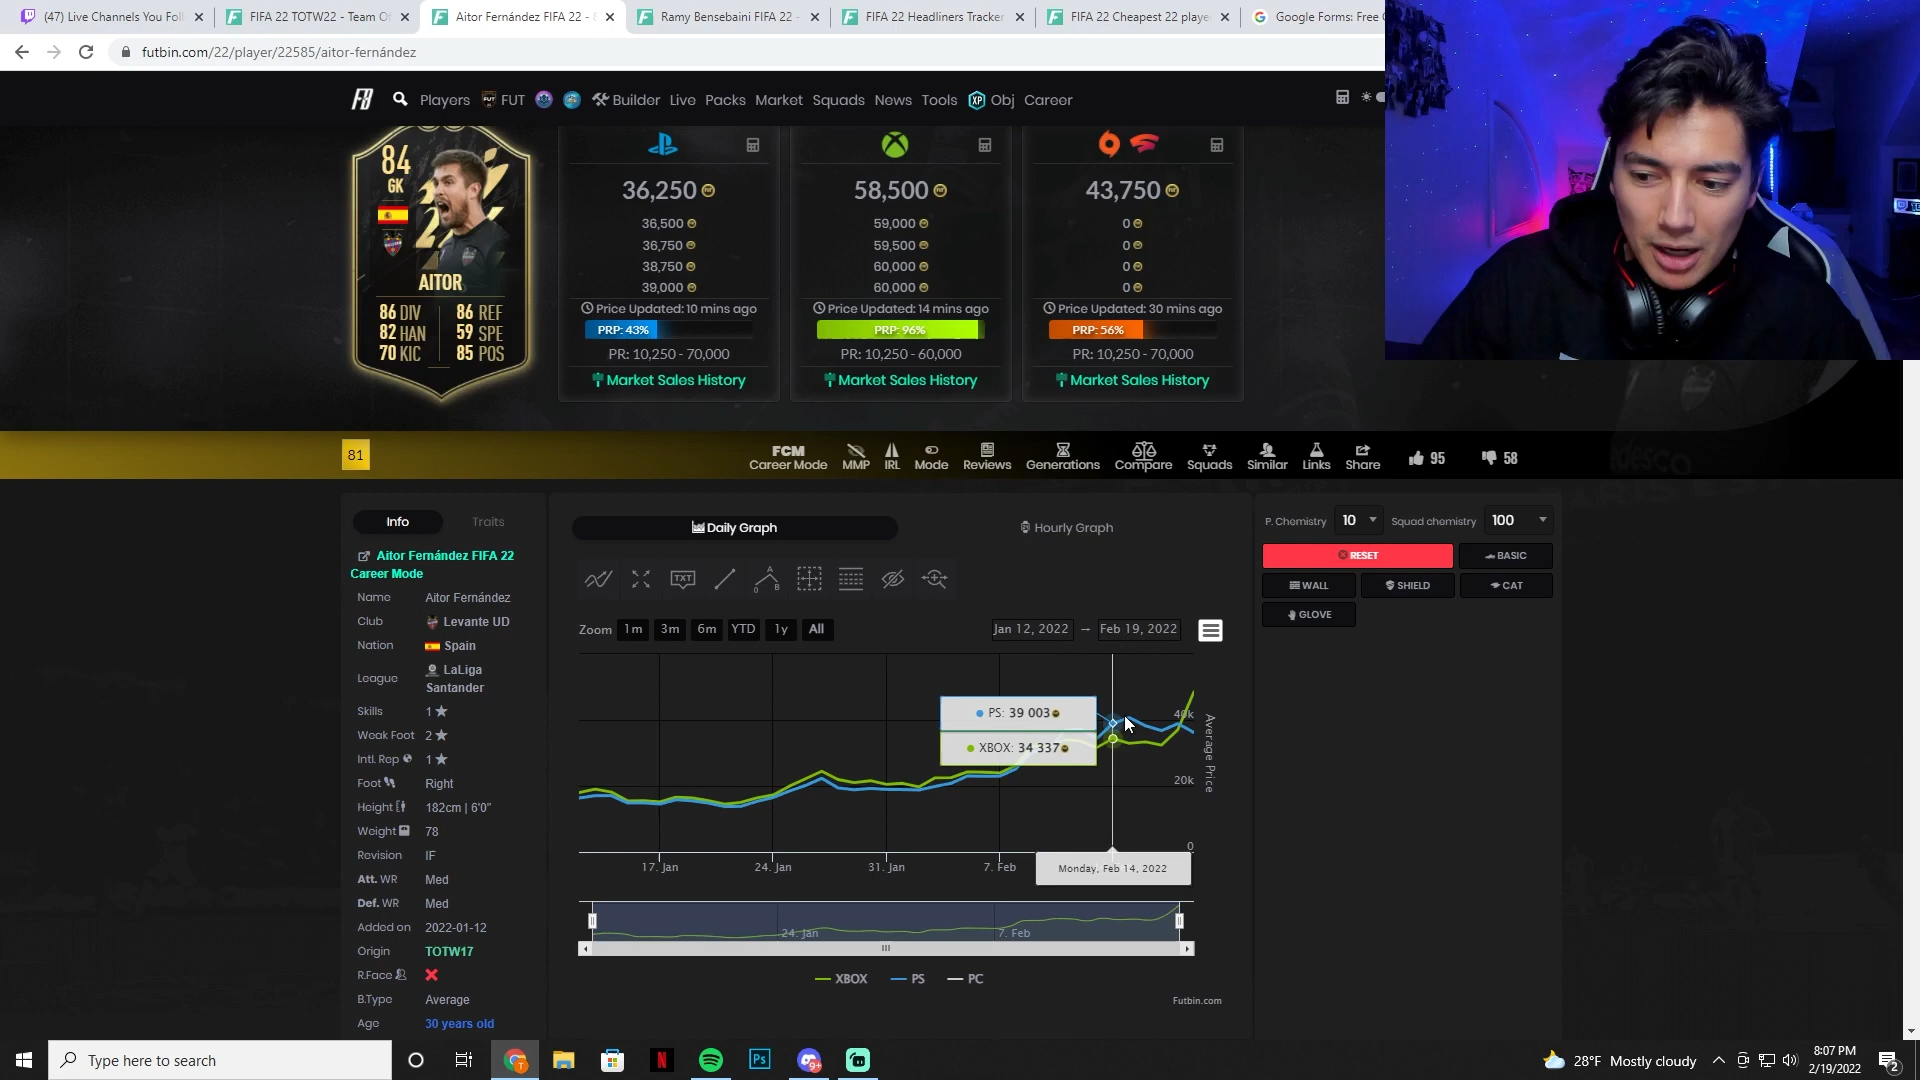 (47) Live Channels You Foll
FIFA 22 TOTW22 - Team Of
Aitor Fernández FIFA 22 - 8
Ramy Bensebaini FIFA 22 -
FIFA 22 Headliners Tracker
FIFA 22 Cheapest 22 playe
Google Forms: Free
futbin.com/22/player/22585/aitor-fernández
Players FUT Builder Live Packs Market Squads News Tools XP Obj Career
84
GK
AITOR
86 DIV 86 REF
82 HAN 59 SPE
70 KIC 85 POS
36,250
36,500
36,750
38,750
39,000
Price Updated: 10 mins ago
PRP: 43%
PR: 10,250 - 70,000
Market Sales History
58,500
59,000
59,500
60,000
60,000
Price Updated: 14 mins ago
PRP: 96%
PR: 10,250 - 60,000
Market Sales History
43,750
0
0
0
0
Price Updated: 30 mins ago
PRP: 56%
PR: 10,250 - 70,000
Market Sales History
81
FCM
Career Mode MMP IRL Mode Reviews Generations Compare Squads Similar Links Share 95 58
Info Traits
Aitor Fernández FIFA 22
Career Mode
Name Aitor Fernández
Club Levante UD
Nation Spain
League LaLiga
Santander
Skills 1
Weak Foot 2
Intl. Rep 1
Foot Right
Height 182cm | 6'0"
Weight 78
Revision IF
Att. WR Med
Def. WR Med
Added on 2022-01-12
Origin TOTW17
R.Face
B.Type Average
Age 30 years old
Daily Graph Hourly Graph
TXT
A
0 B
Zoom 1m 3m 6m YTD 1y All
Jan 12, 2022 → Feb 19, 2022
PS: 39 003
XBOX: 34 337
40k
20k
0
Average Price
17. Jan 24. Jan 31. Jan 7. Feb
Monday, Feb 14, 2022
24. Jan 7. Feb
XBOX PS PC
Futbin.com
P. Chemistry 10 Squad chemistry 100
RESET BASIC
WALL SHIELD CAT
GLOVE
Type here to search
Ps
9+
28°F Mostly cloudy
8:07 PM
2/19/2022
2